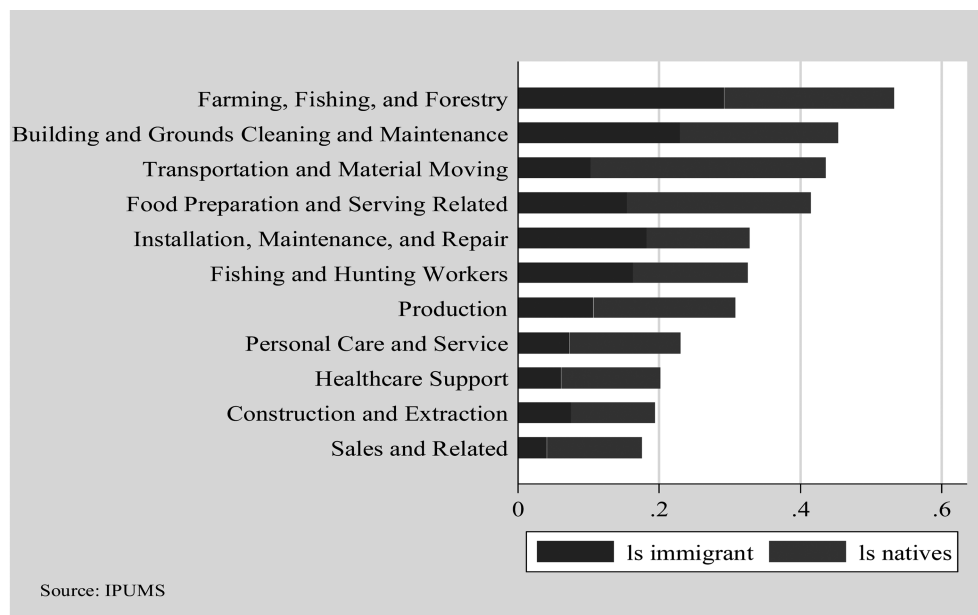 Farming, Fishing, and Forestry
Building and Grounds Cleaning and Maintenance
Transportation and Material Moving
Food Preparation and Serving Related
Installation, Maintenance, and Repair
Fishing and Hunting Workers
Production
Personal Care and Service
Healthcare Support
Construction and Extraction
Sales and Related
0 .2 .4 .6
ls immigrant ls natives
Source: IPUMS